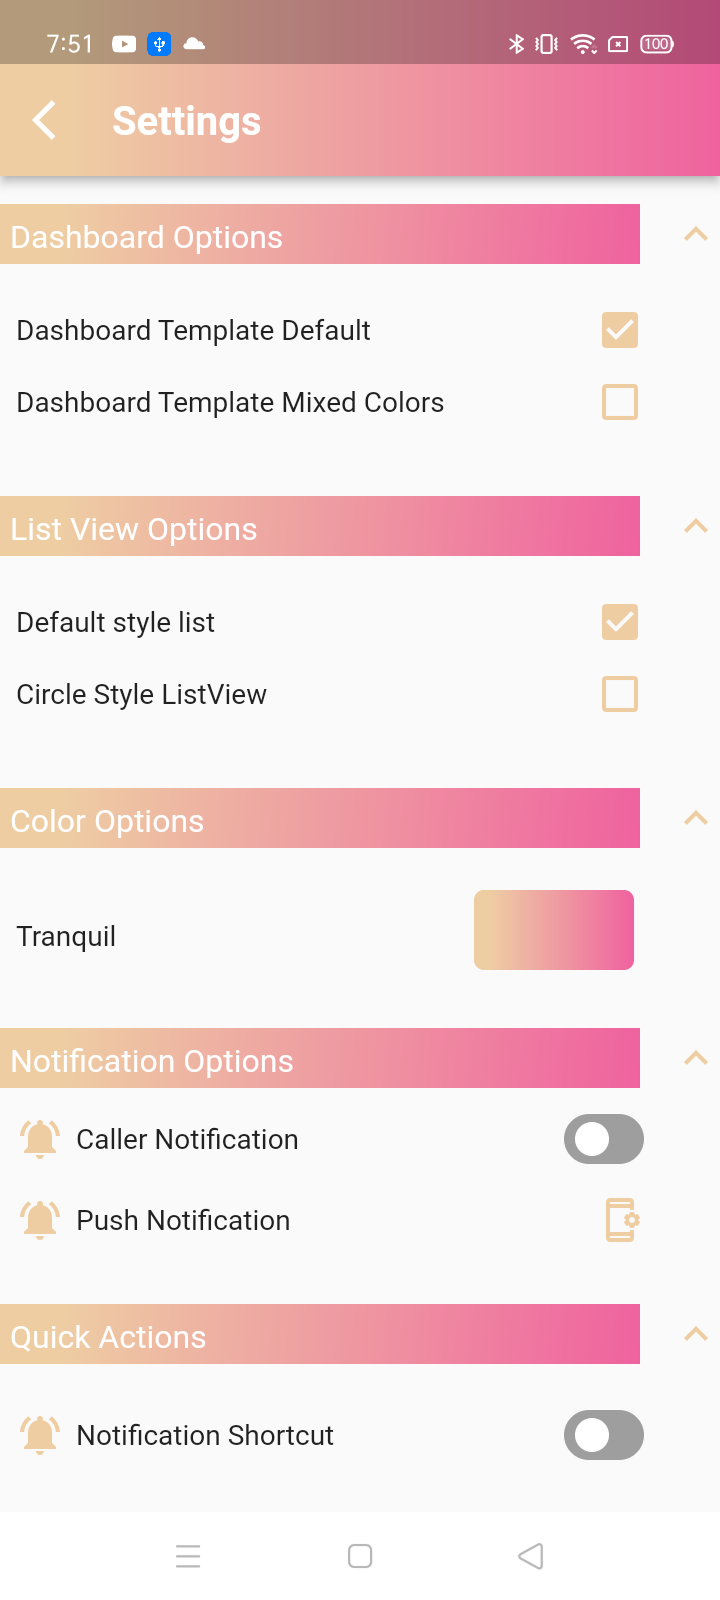 7:51
100
Settings
Dashboard Options
Dashboard Template Default
Dashboard Template Mixed Colors
List View Options
Default style list
Circle Style ListView
Color Options
Tranquil
Notification Options
Caller Notification
Push Notification
Quick Actions
Notification Shortcut